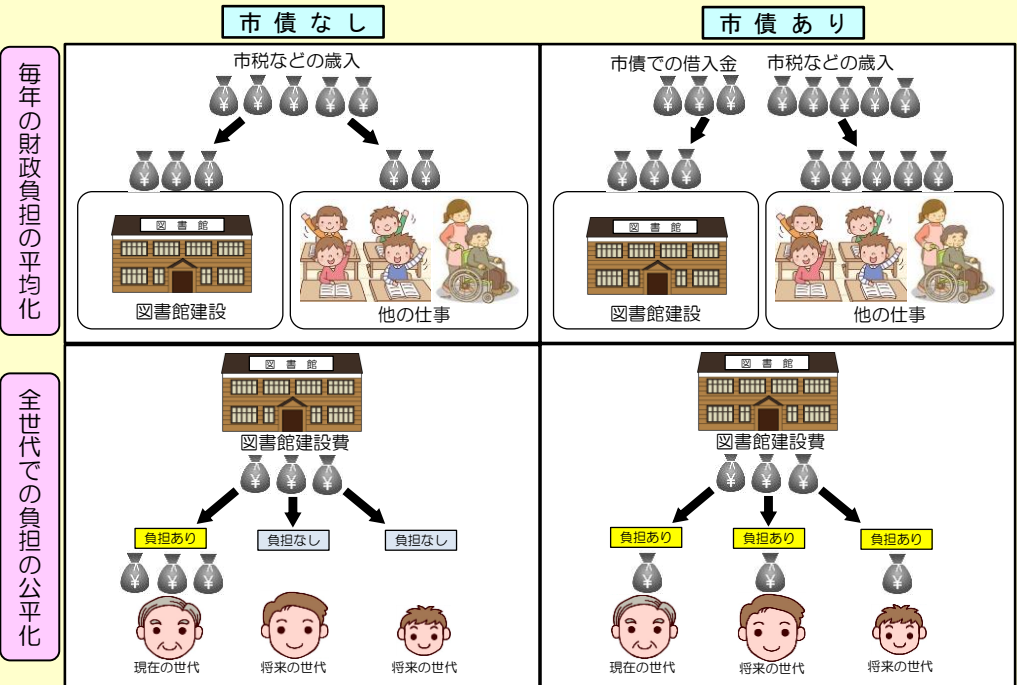 市債なし
市債あり
毎年の財政負担の平均化
市税などの歳入
¥ ¥ ¥ ¥ ¥
¥ ¥ ¥
¥ ¥
図書館
図書館建設
他の仕事
市債での借入金
市税などの歳入
¥ ¥ ¥
¥ ¥ ¥ ¥ ¥
¥ ¥ ¥
¥ ¥ ¥ ¥ ¥
図書館
図書館建設
他の仕事
全世代での負担の公平化
図書館
図書館建設費
¥ ¥ ¥
負担あり
負担なし
負担なし
¥ ¥ ¥
現在の世代
将来の世代
将来の世代
図書館
図書館建設費
¥ ¥ ¥
負担あり
負担あり
負担あり
¥
¥
¥
現在の世代
将来の世代
将来の世代